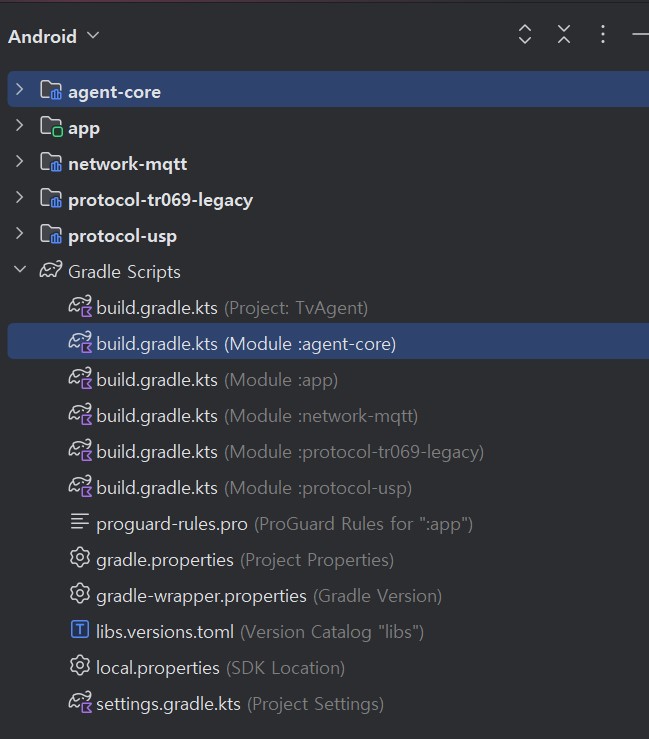 Android
agent-core
app
network-mqtt
protocol-tr069-legacy
protocol-usp
Gradle Scripts
build.gradle.kts (Project: TvAgent)
build.gradle.kts (Module :agent-core)
build.gradle.kts (Module :app)
build.gradle.kts (Module :network-mqtt)
build.gradle.kts (Module :protocol-tr069-legacy)
build.gradle.kts (Module :protocol-usp)
proguard-rules.pro (ProGuard Rules for ":app")
gradle.properties (Project Properties)
gradle-wrapper.properties (Gradle Version)
libs.versions.toml (Version Catalog "libs")
local.properties (SDK Location)
settings.gradle.kts (Project Settings)